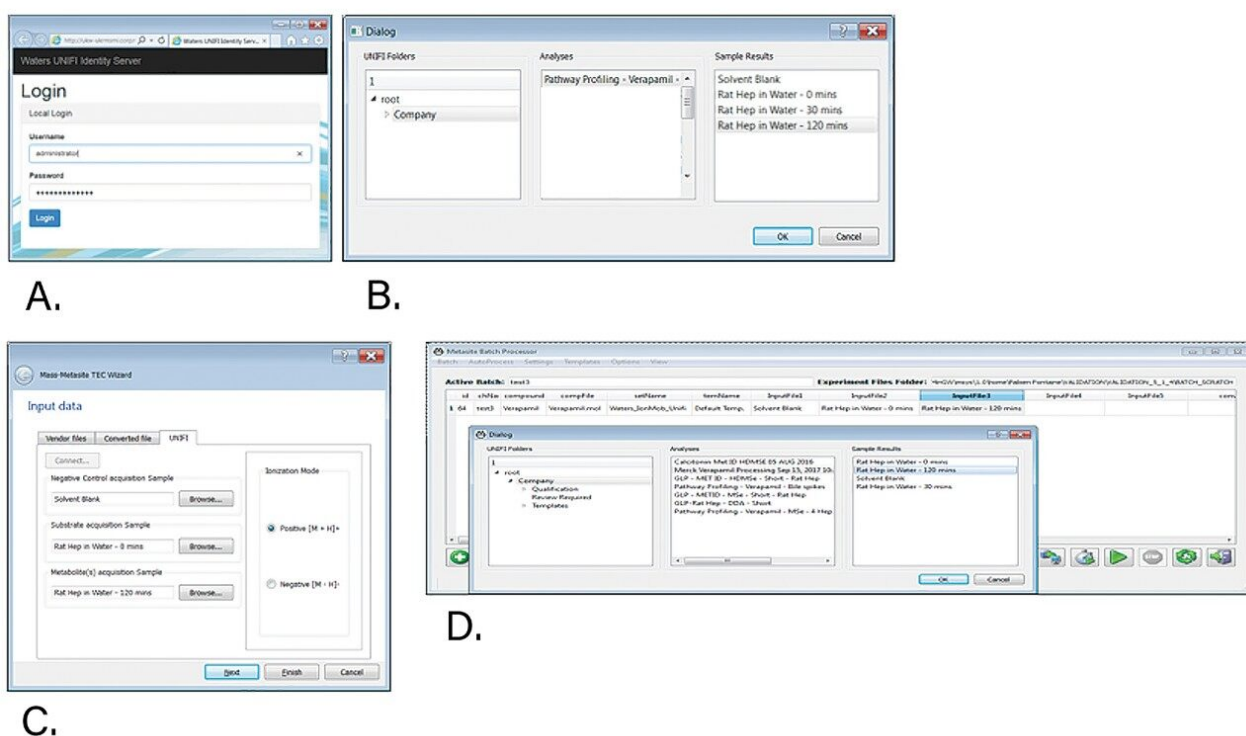 Waters UNIFI Identity Serv...
Waters UNIFI Identity Server
Login
Local Login
Username
administrator
Password
Login
A.
Dialog
UNIFI Folders
Analyses
Sample Results
1
root
Company
Pathway Profiling - Verapamil -
Solvent Blank
Rat Hep in Water - 0 mins
Rat Hep in Water - 30 mins
Rat Hep in Water - 120 mins
OK
Cancel
B.
Mass-Metasite TEC Wizard
Input data
Vendor files
Converted file
UNIFI
Connect...
Negative Control acquisition Sample
Solvent Blank
Browse...
Substrate acquisition Sample
Rat Hep in Water - 0 mins
Browse...
Metabolite(s) acquisition Sample
Rat Hep in Water - 120 mins
Browse...
Ionization Mode
Positive [M + H]+
Negative [M - H]-
Next
Finish
Cancel
C.
Metasite Batch Processor
Batch AutoProcess Settings Templates Options View
Active Batch: test3
Experiment Files Folder:
id chNa compound compFile setName temName InputFile1 InputFile2 InputFile3 InputFile4 InputFile5
1 64 test3 Verapamil Verapamil.mol Waters_IonMob_Unifi Default Temp. Solvent Blank Rat Hep in Water - 0 mins Rat Hep in Water - 120 mins
Dialog
UNIFI Folders
Analyses
Sample Results
1
root
Company
Qualification
Review Required
Templates
Calcitonin Met ID HDMSE 05 AUG 2016
Merck Verapamil Processing Sep 15, 2017
GLP - MET ID - HDMSe - Short - Rat Hep
Pathway Profiling - Verapamil - Bile spikes
GLP - METID - MSe - Short - Rat Hep
GLP-Rat Hep - DDA - Short
Pathway Profiling - Verapamil - MSe - 4 Hep
Rat Hep in Water - 0 mins
Rat Hep in Water - 120 mins
Solvent Blank
Rat Hep in Water - 30 mins
OK
Cancel
D.